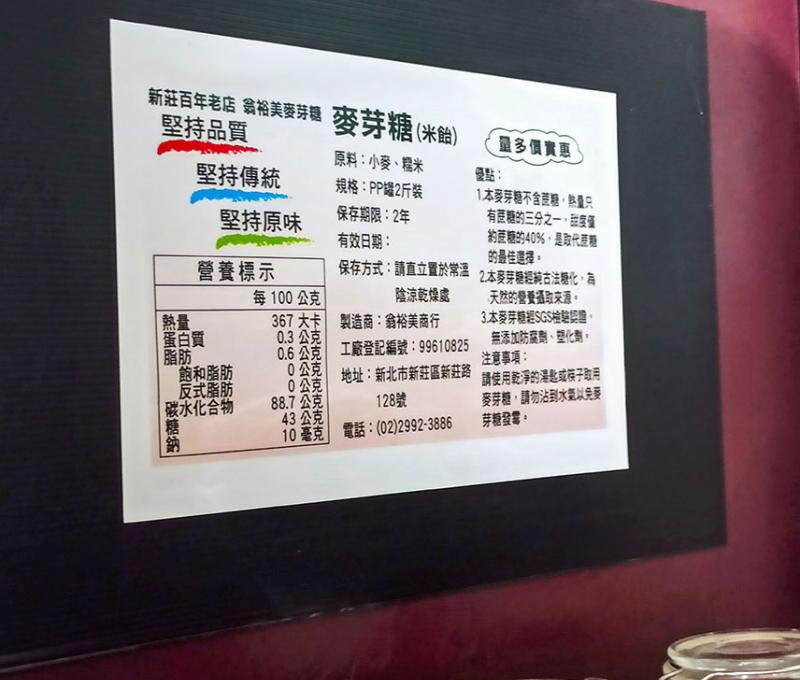 新莊百年老店 翁裕美麥芽糖
堅持品質
堅持傳統
堅持原味
營養標示
每 100 公克
熱量 367 大卡
蛋白質 0.3 公克
脂肪 0.6 公克
飽和脂肪 0 公克
反式脂肪 0 公克
碳水化合物 88.7 公克
糖 43 公克
鈉 10 毫克
麥芽糖(米飴)
原料：小麥、糯米
規格：PP罐2斤裝
保存期限：2年
有效日期：
保存方式：請直立置於常溫
陰涼乾燥處
製造商：翁裕美商行
工廠登記編號：99610825
地址：新北市新莊區新莊路
128號
電話：(02)2992-3886
量多價實惠
優點：
1.本麥芽糖不含蔗糖，熱量只
有蔗糖的三分之一，甜度僅
約蔗糖的40%，是取代蔗糖
的最佳選擇。
2.本麥芽糖經純古法糖化，為
天然的營養攝取來源。
3.本麥芽糖經SGS檢驗認證，
無添加防腐劑、塑化劑。
注意事項：
請使用乾淨的湯匙或筷子取用
麥芽糖，請勿沾到水氣以免麥
芽糖發霉。